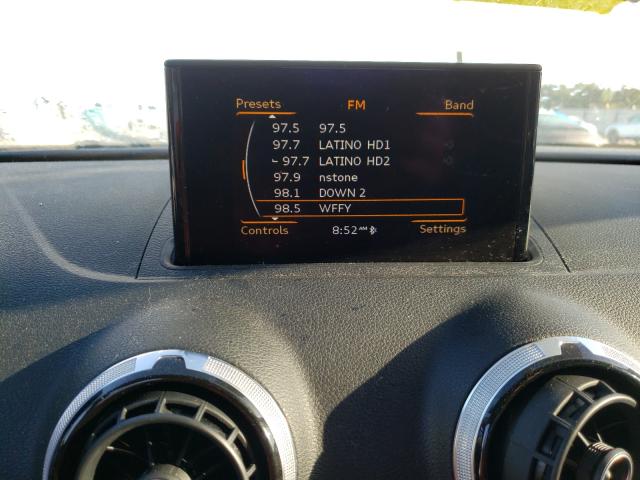 Presets FM Band
97.5 97.5
97.7 LATINO HD1
97.7 LATINO HD2
97.9 nstone
98.1 DOWN 2
98.5 WFFY
Controls 8:52 AM Settings